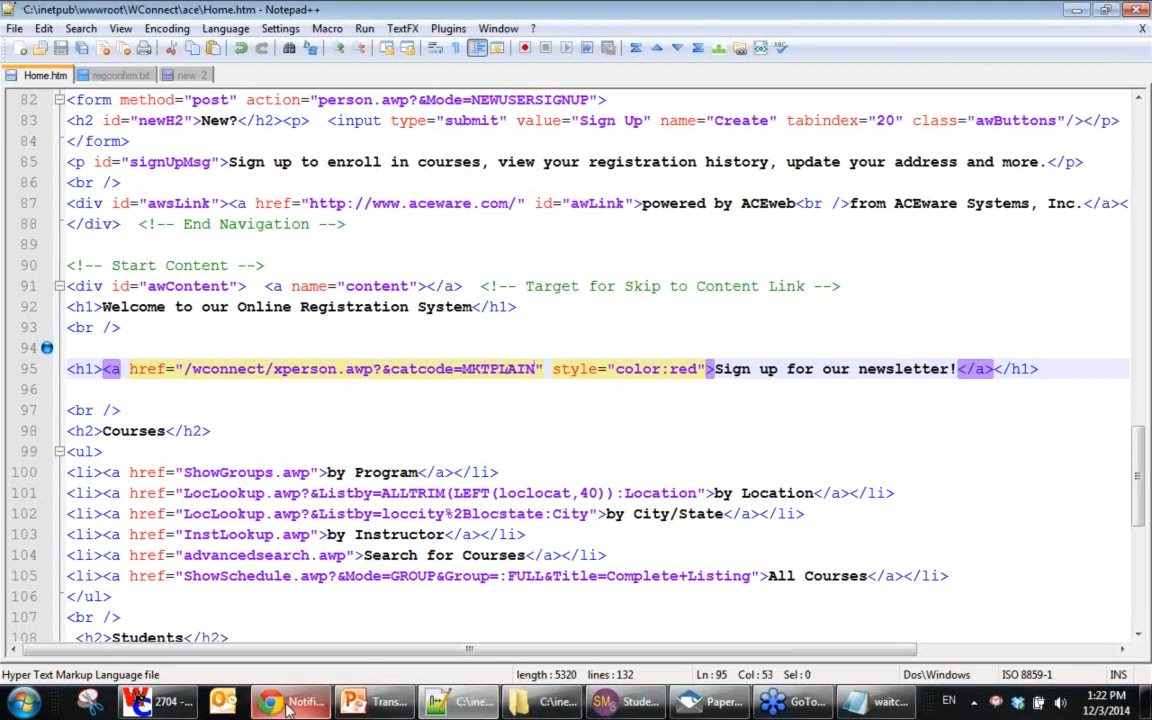 C:\inetpub\wwwroot\WConnect\ace\Home.htm - Notepad++
File Edit Search View Encoding Language Settings Macro Run TextFX Plugins Window ? X
Home.htm regconfirm.txt new 2
82 <form method="post" action="person.awp?&Mode=NEWUSERSIGNUP">
83 <h2 id="newH2">New?</h2><p>  <input type="submit" value="Sign Up" name="Create" tabindex="20" class="awButtons"/></p>
84 </form>
85 <p id="signUpMsg">Sign up to enroll in courses, view your registration history, update your address and more.</p>
86 <br />
87 <div id="awsLink"><a href="http://www.aceware.com/" id="awLink">powered by ACEweb<br />from ACEware Systems, Inc.</a><
88 </div>  <!-- End Navigation -->
89
90 <!-- Start Content -->
91 <div id="awContent">  <a name="content"></a>  <!-- Target for Skip to Content Link -->
92 <h1>Welcome to our Online Registration System</h1>
93 <br />
94
95 <h1><a href="/wconnect/xperson.awp?&catcode=MKTPLAIN" style="color:red">Sign up for our newsletter!</a></h1>
96
97 <br />
98 <h2>Courses</h2>
99 <ul>
100 <li><a href="ShowGroups.awp">by Program</a></li>
101 <li><a href="LocLookup.awp?&Listby=ALLTRIM(LEFT(loclocat,40)):Location">by Location</a></li>
102 <li><a href="LocLookup.awp?&Listby=loccity%2Blocstate:City">by City/State</a></li>
103 <li><a href="InstLookup.awp">by Instructor</a></li>
104 <li><a href="advancedsearch.awp">Search for Courses</a></li>
105 <li><a href="ShowSchedule.awp?&Mode=GROUP&Group=:FULL&Title=Complete+Listing">All Courses</a></li>
106 </ul>
107 <br />
108 <h2>Students</h2>
Hyper Text Markup Language file length : 5320 lines : 132 Ln : 95 Col : 53 Sel : 0 Dos\Windows ISO 8859-1 INS
2704 -... Notifi... Trans... C:\ine... C:\ine... Stude... Paper... GoTo... waitc... EN 1:22 PM
12/3/2014